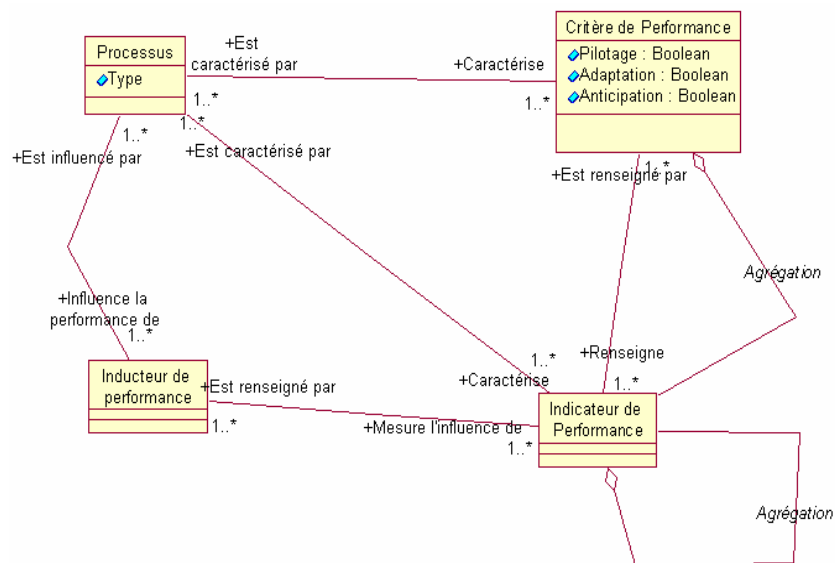 Processus
Type
+Est
caractérisé par
+Caractérise
1..*
1..*
Critère de Performance
Pilotage : Boolean
Adaptation : Boolean
Anticipation : Boolean
1..*
1..*
+Est influencé par
+Est caractérisé par
1..*
+Est renseigné par
Agrégation
+Influence la
performance de
1..*
1..*
+Caractérise
+Renseigne
1..*
Inducteur de
performance
+Est renseigné par
1..*
+Mesure l'influence de
1..*
Indicateur de
Performance
Agrégation